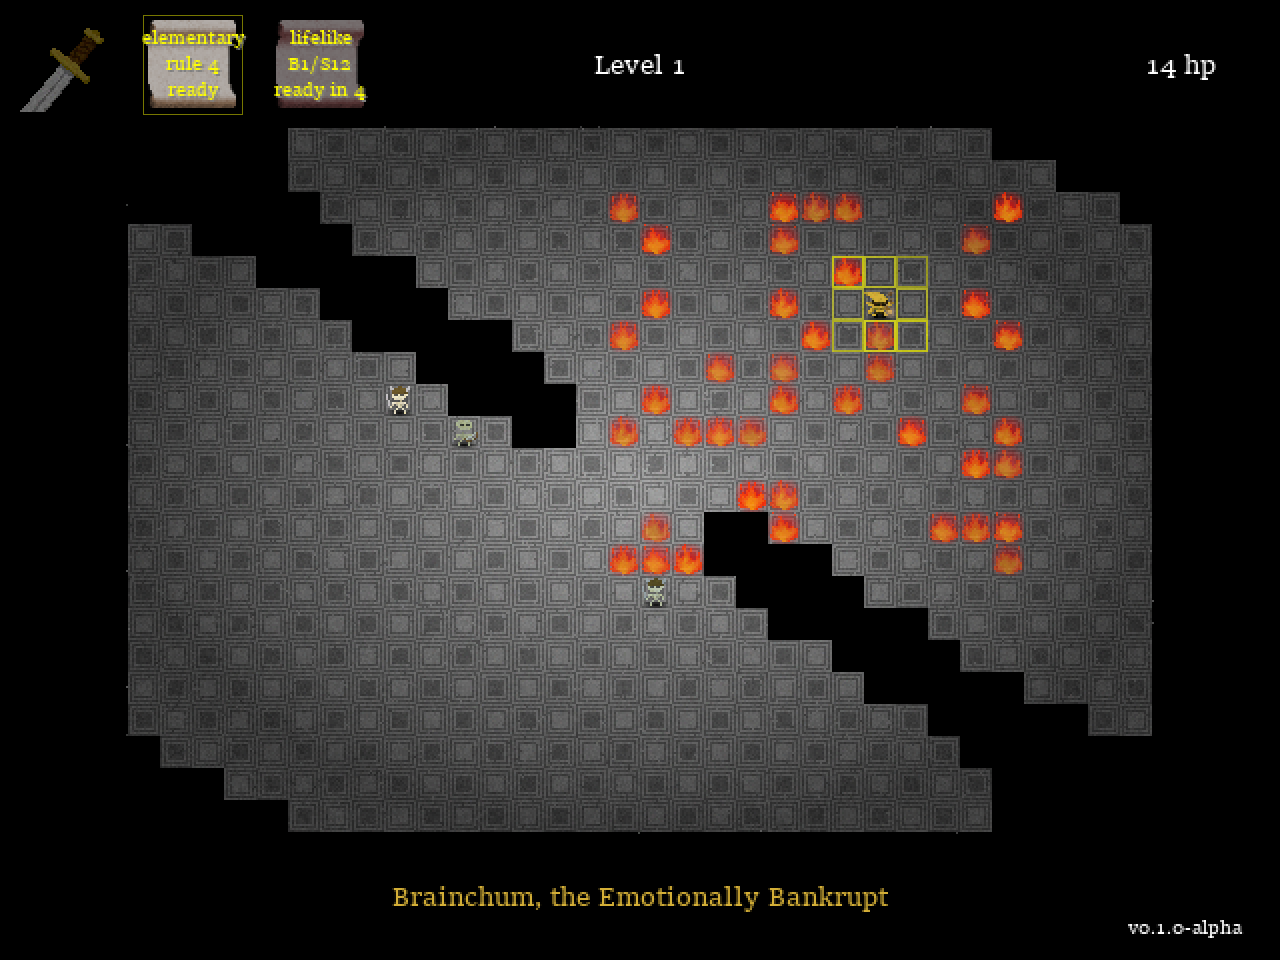 elementary
rule 4
ready
lifelike
B1/S12
ready in 4
Level 1
14 hp
Brainchum, the Emotionally Bankrupt
v0.1.0-alpha